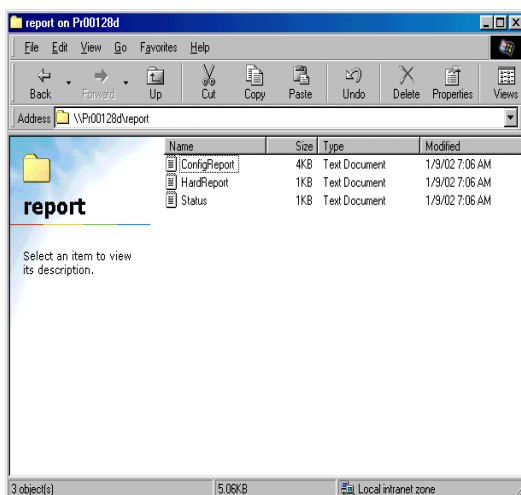 report on Pr00128d
File Edit View Go Favorites Help
Back Forward Up Cut Copy Paste Undo Delete Properties Views
Address \\Pr00128d\report
Name Size Type Modified
ConfigReport 4KB Text Document 1/9/02 7:06 AM
HardReport 1KB Text Document 1/9/02 7:06 AM
Status 1KB Text Document 1/9/02 7:06 AM
report
Select an item to view
its description.
3 object(s) 5.06KB Local intranet zone